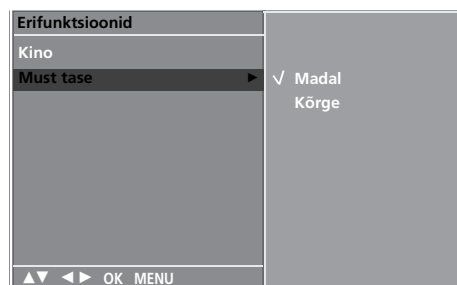 Erifunktsioonid
Kino
Must tase ►
√ Madal
Kõrge
▲▼ ◄► OK MENU